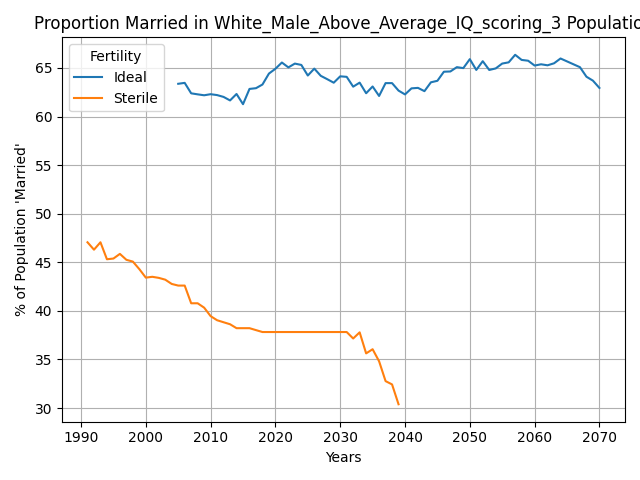 Proportion Married in White_Male_Above_Average_IQ_scoring_3 Populatio
Fertility
Ideal
Sterile
% of Population 'Married'
65
60
55
50
45
40
35
30
1990 2000 2010 2020 2030 2040 2050 2060 2070
Years